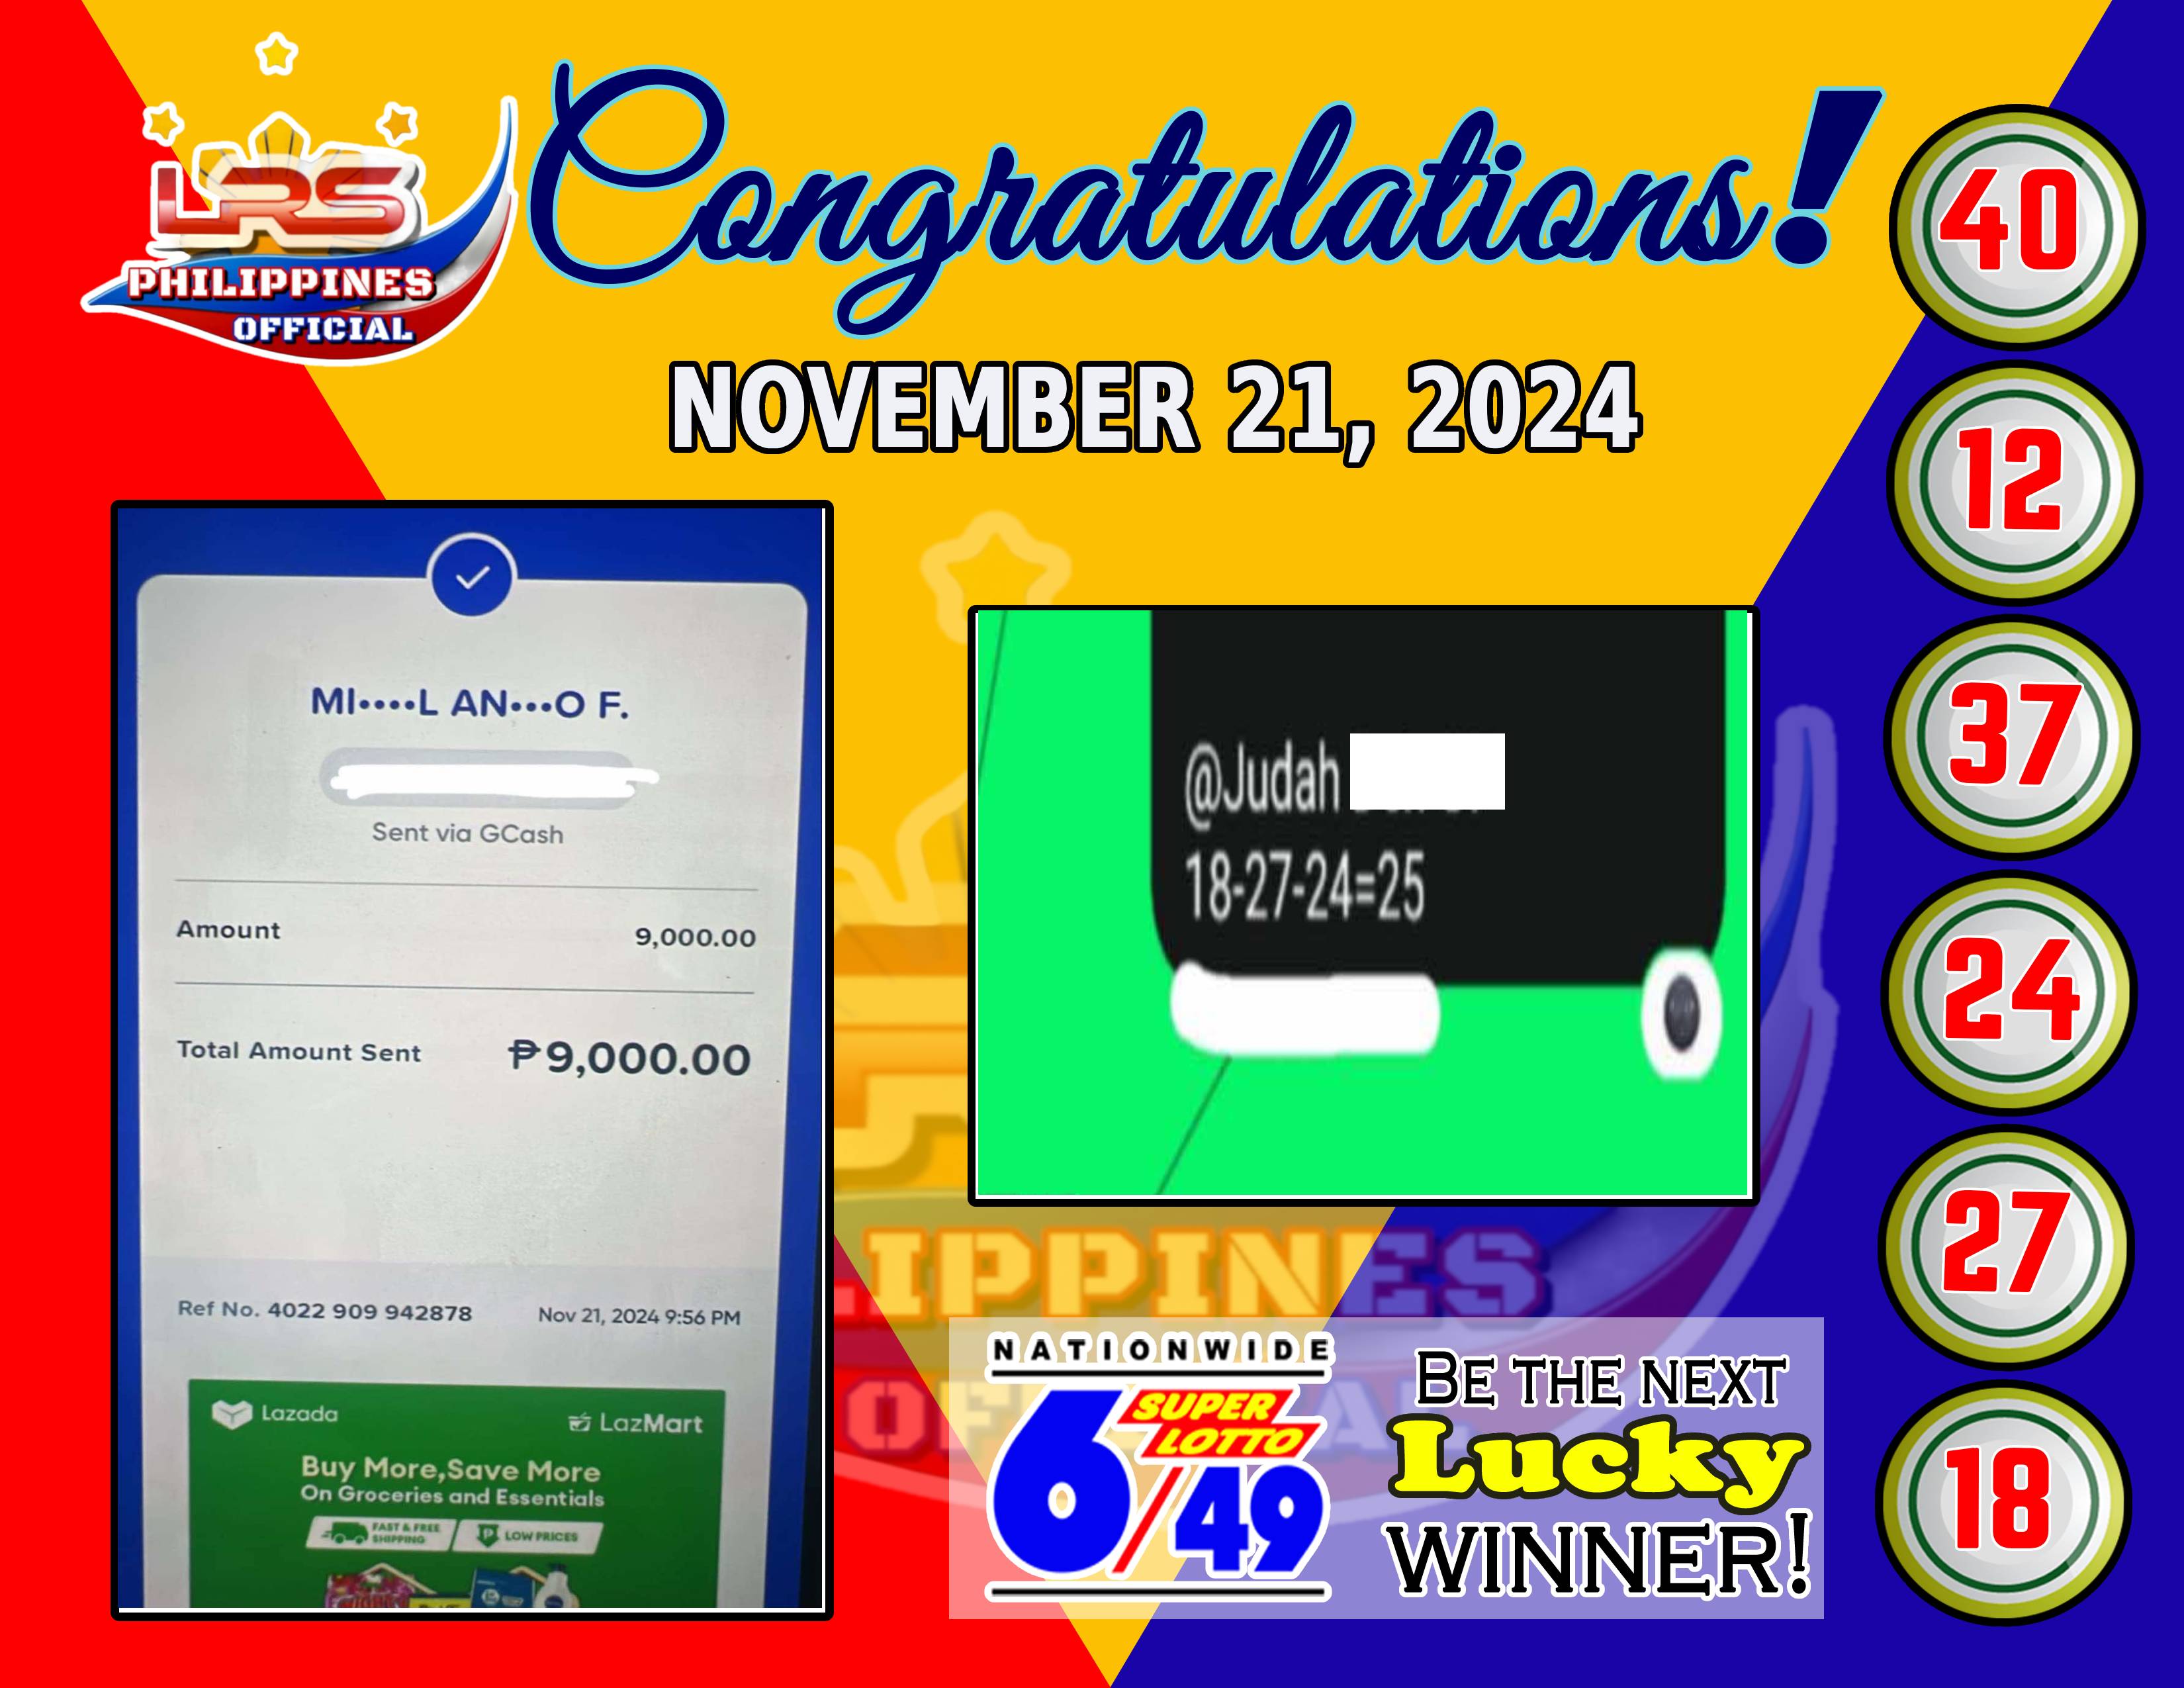 LRS
PHILIPPINES
OFFICIAL
Congratulations!
NOVEMBER 21, 2024
MI••••L AN•••O F.
Sent via GCash
Amount 9,000.00
Total Amount Sent ₱9,000.00
Ref No. 4022 909 942878 Nov 21, 2024 9:56 PM
Lazada LazMart
Buy More,Save More
On Groceries and Essentials
FAST & FREE
SHIPPING
LOW PRICES
@Judah
18-27-24=25
LIPPINES
NATIONWIDE
SUPER
LOTTO
6/49
BE THE NEXT
Lucky
WINNER!
40
12
37
24
27
18